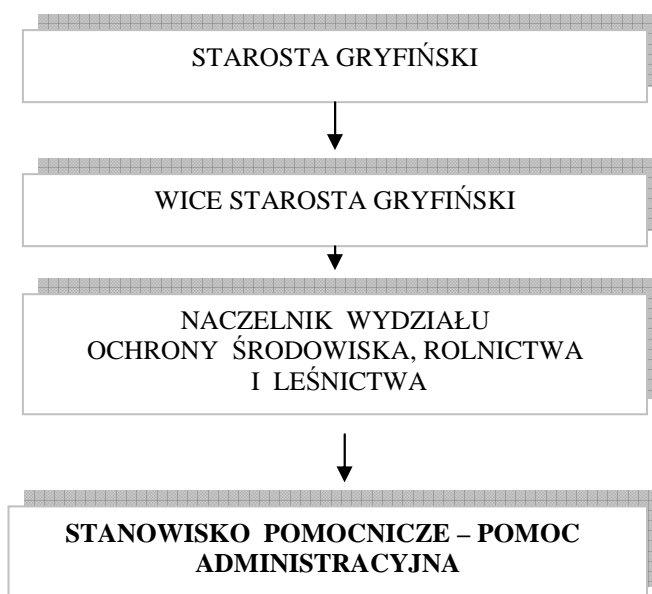 STAROSTA GRYFIŃSKI
WICE STAROSTA GRYFIŃSKI
NACZELNIK WYDZIAŁU
OCHRONY ŚRODOWISKA, ROLNICTWA
I LEŚNICTWA
STANOWISKO POMOCNICZE – POMOC
ADMINISTRACYJNA